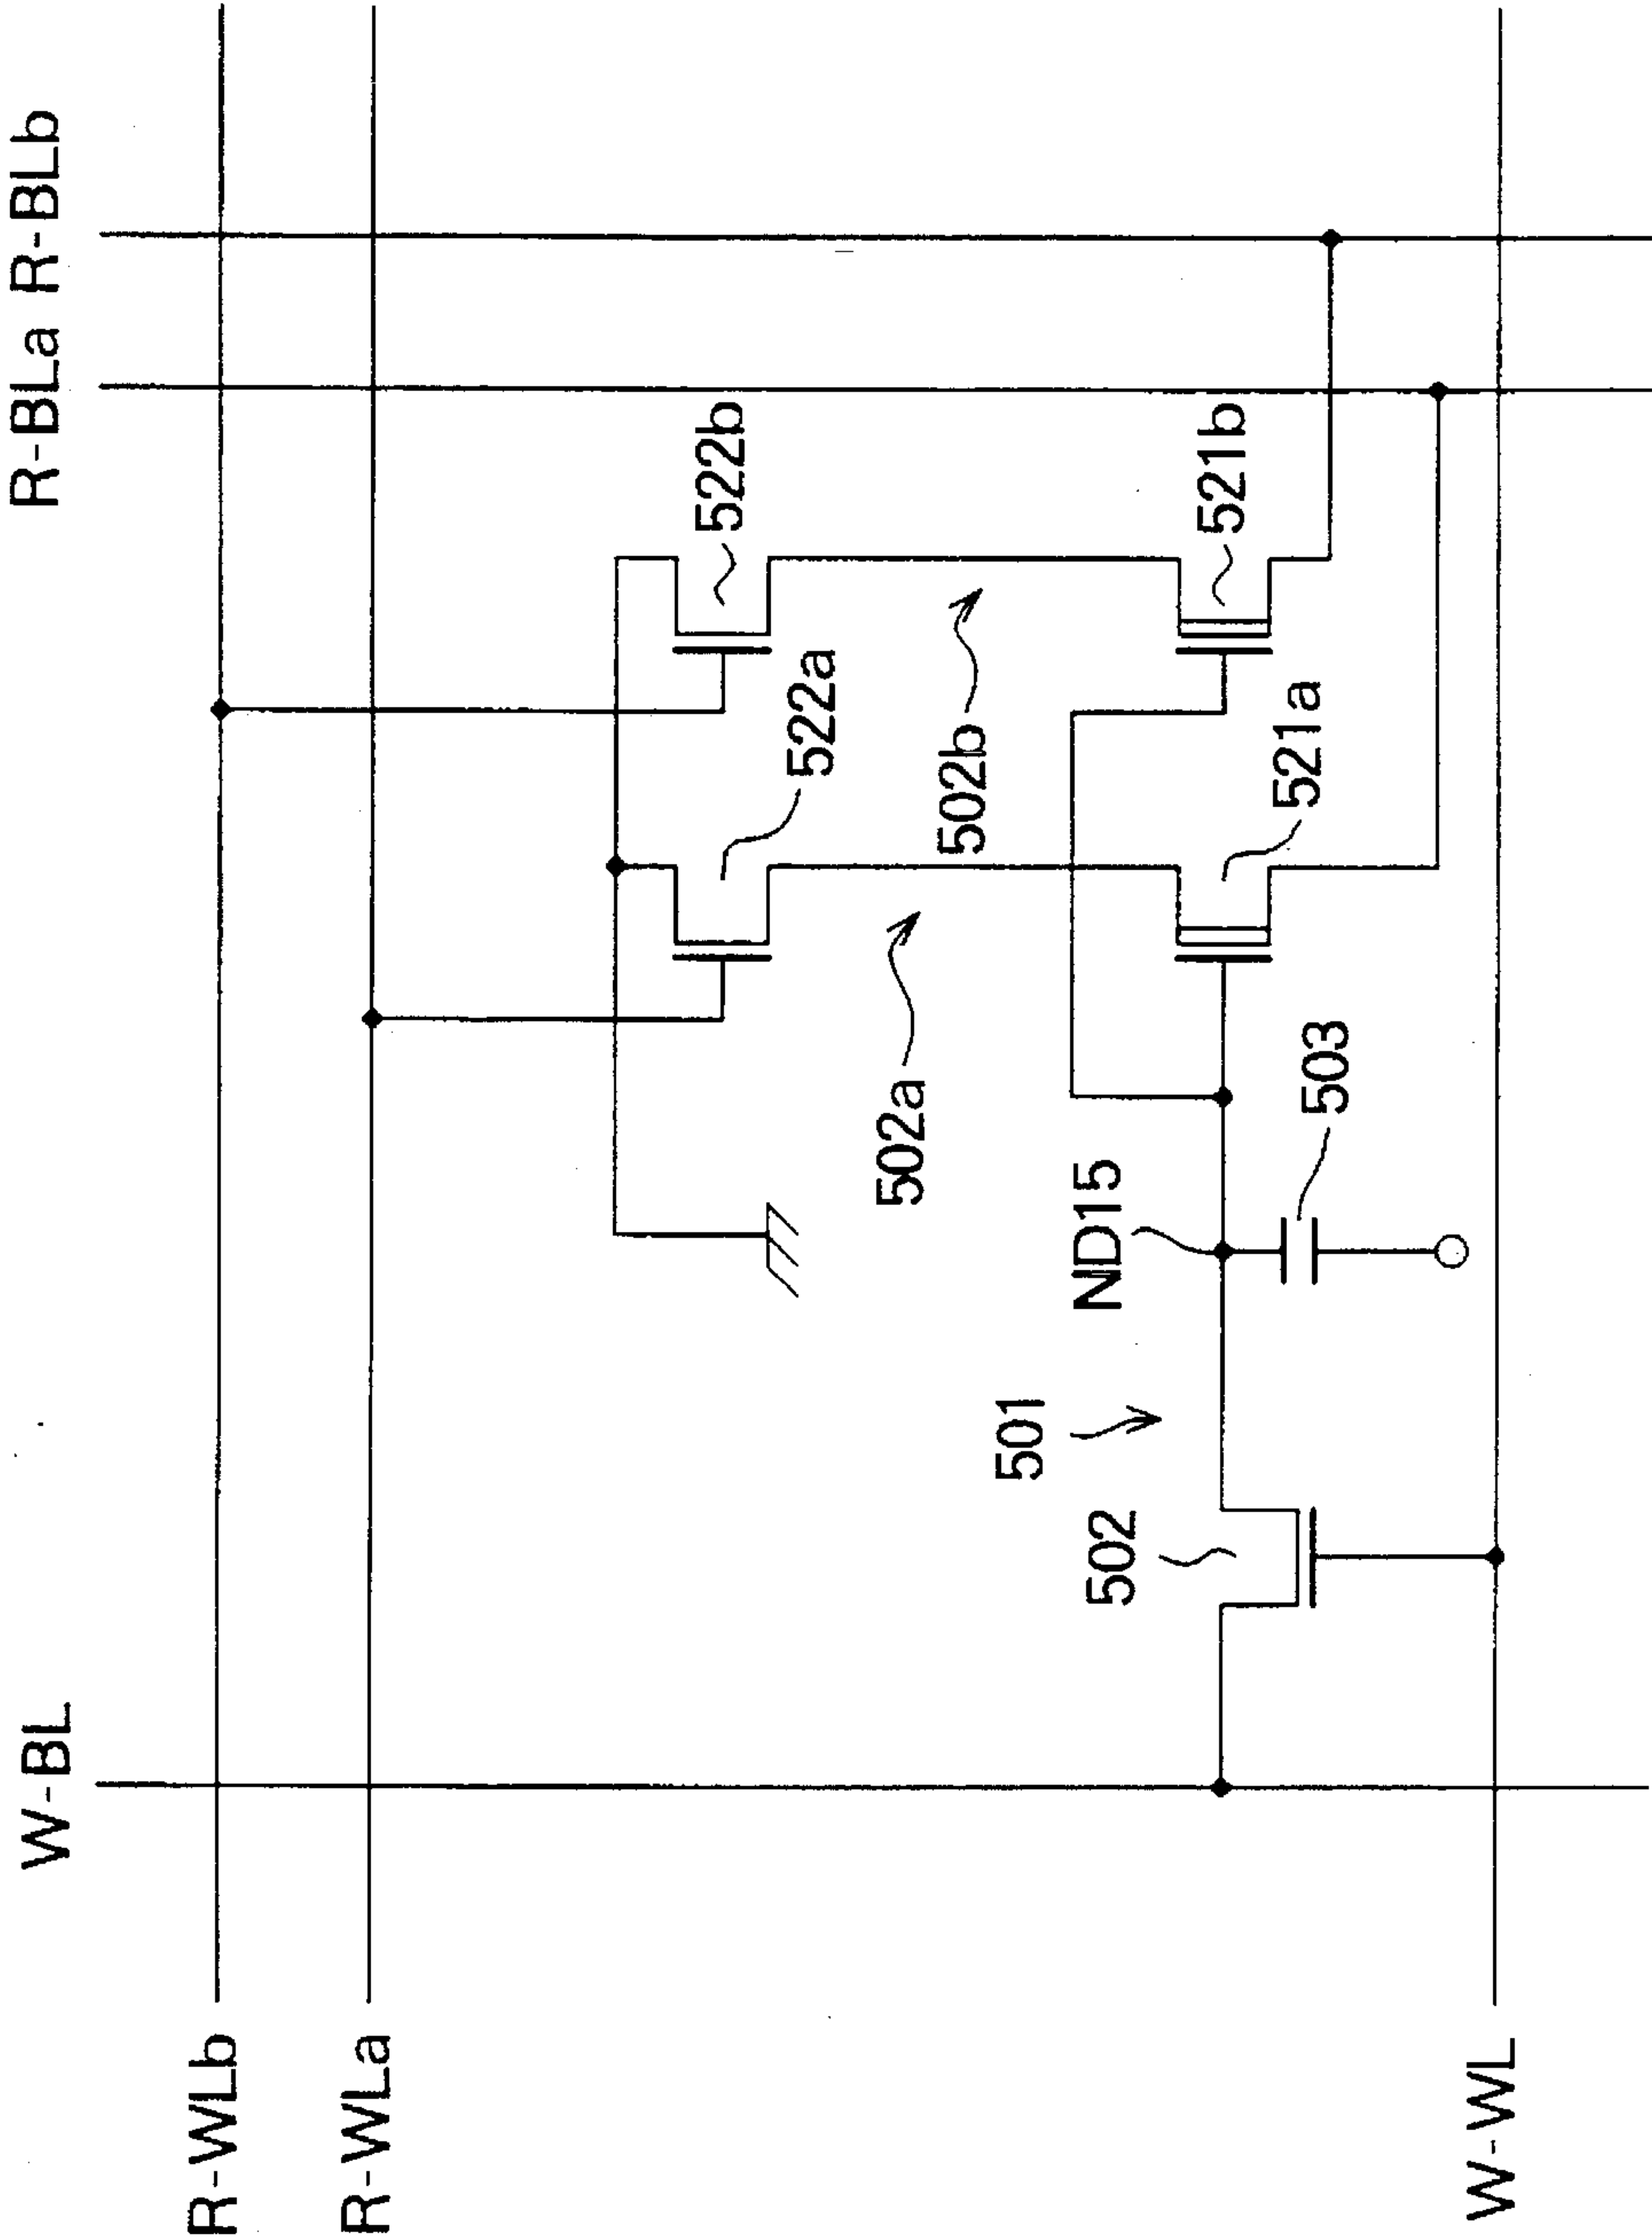 W-BL
R-BLa R-BLb
R-WLb
R-WLa
522b
522a
502b
502a
521b
521a
ND15
503
501
502
W-WL